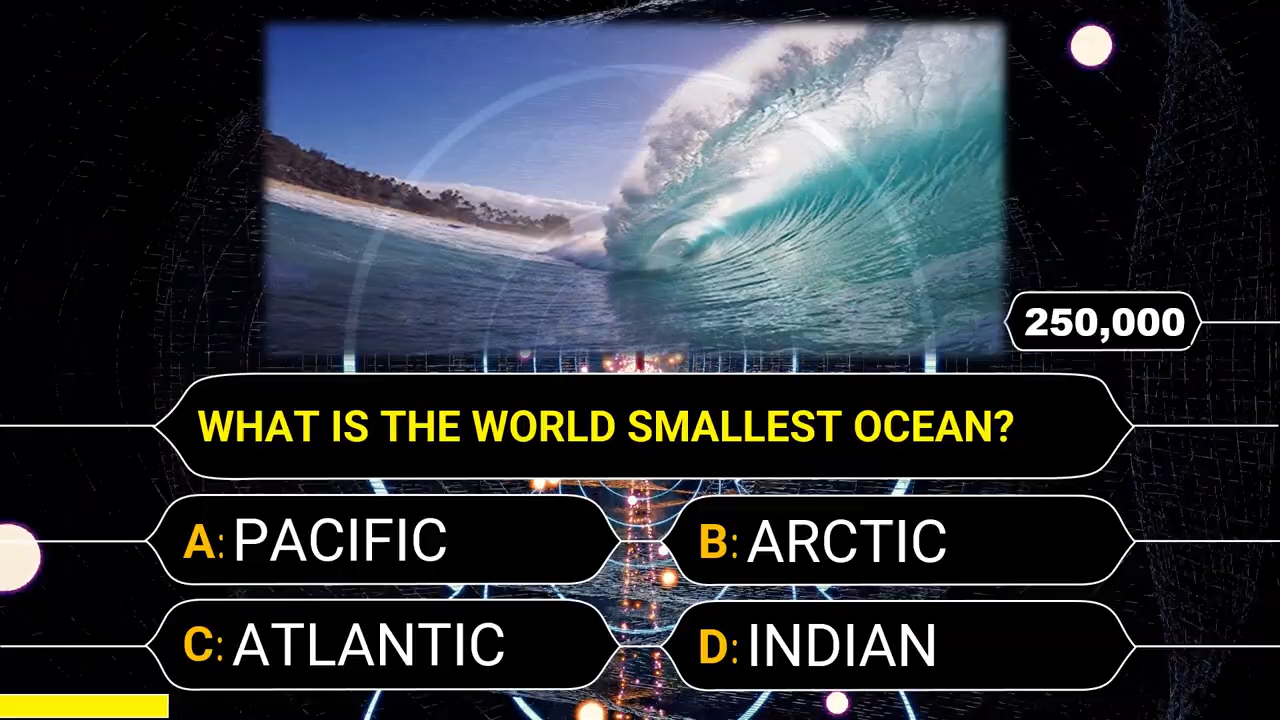 250,000
WHAT IS THE WORLD SMALLEST OCEAN?
A: PACIFIC
B: ARCTIC
C: ATLANTIC
D: INDIAN